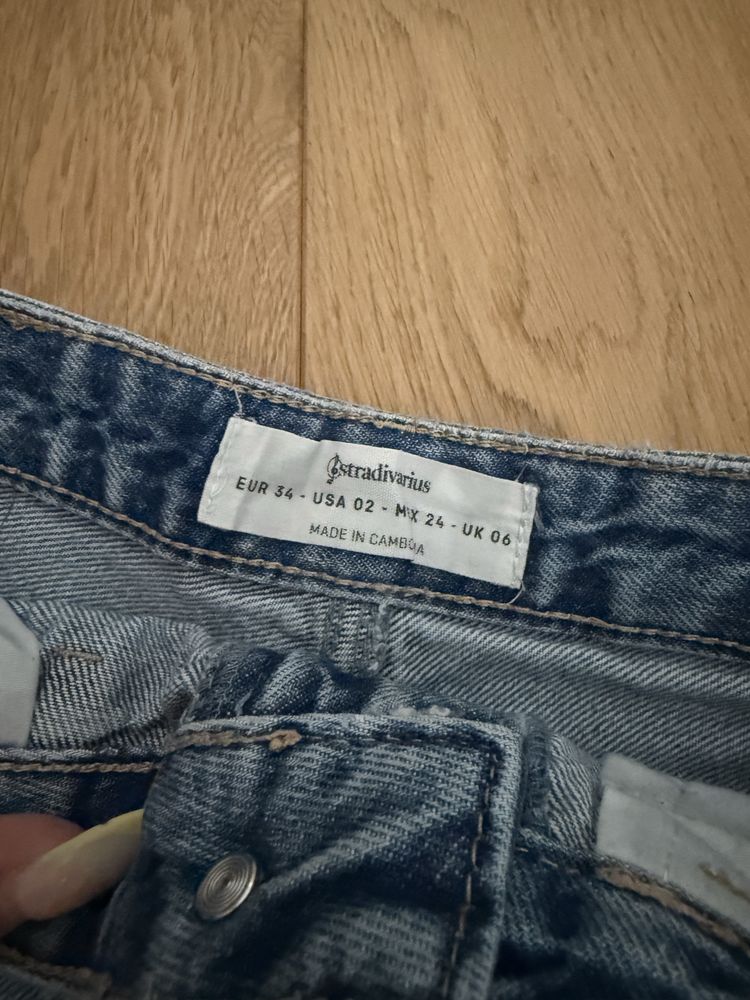 stradivarius
EUR 34 - USA 02 - MX 24 - UK 06
MADE IN CAMBOIA